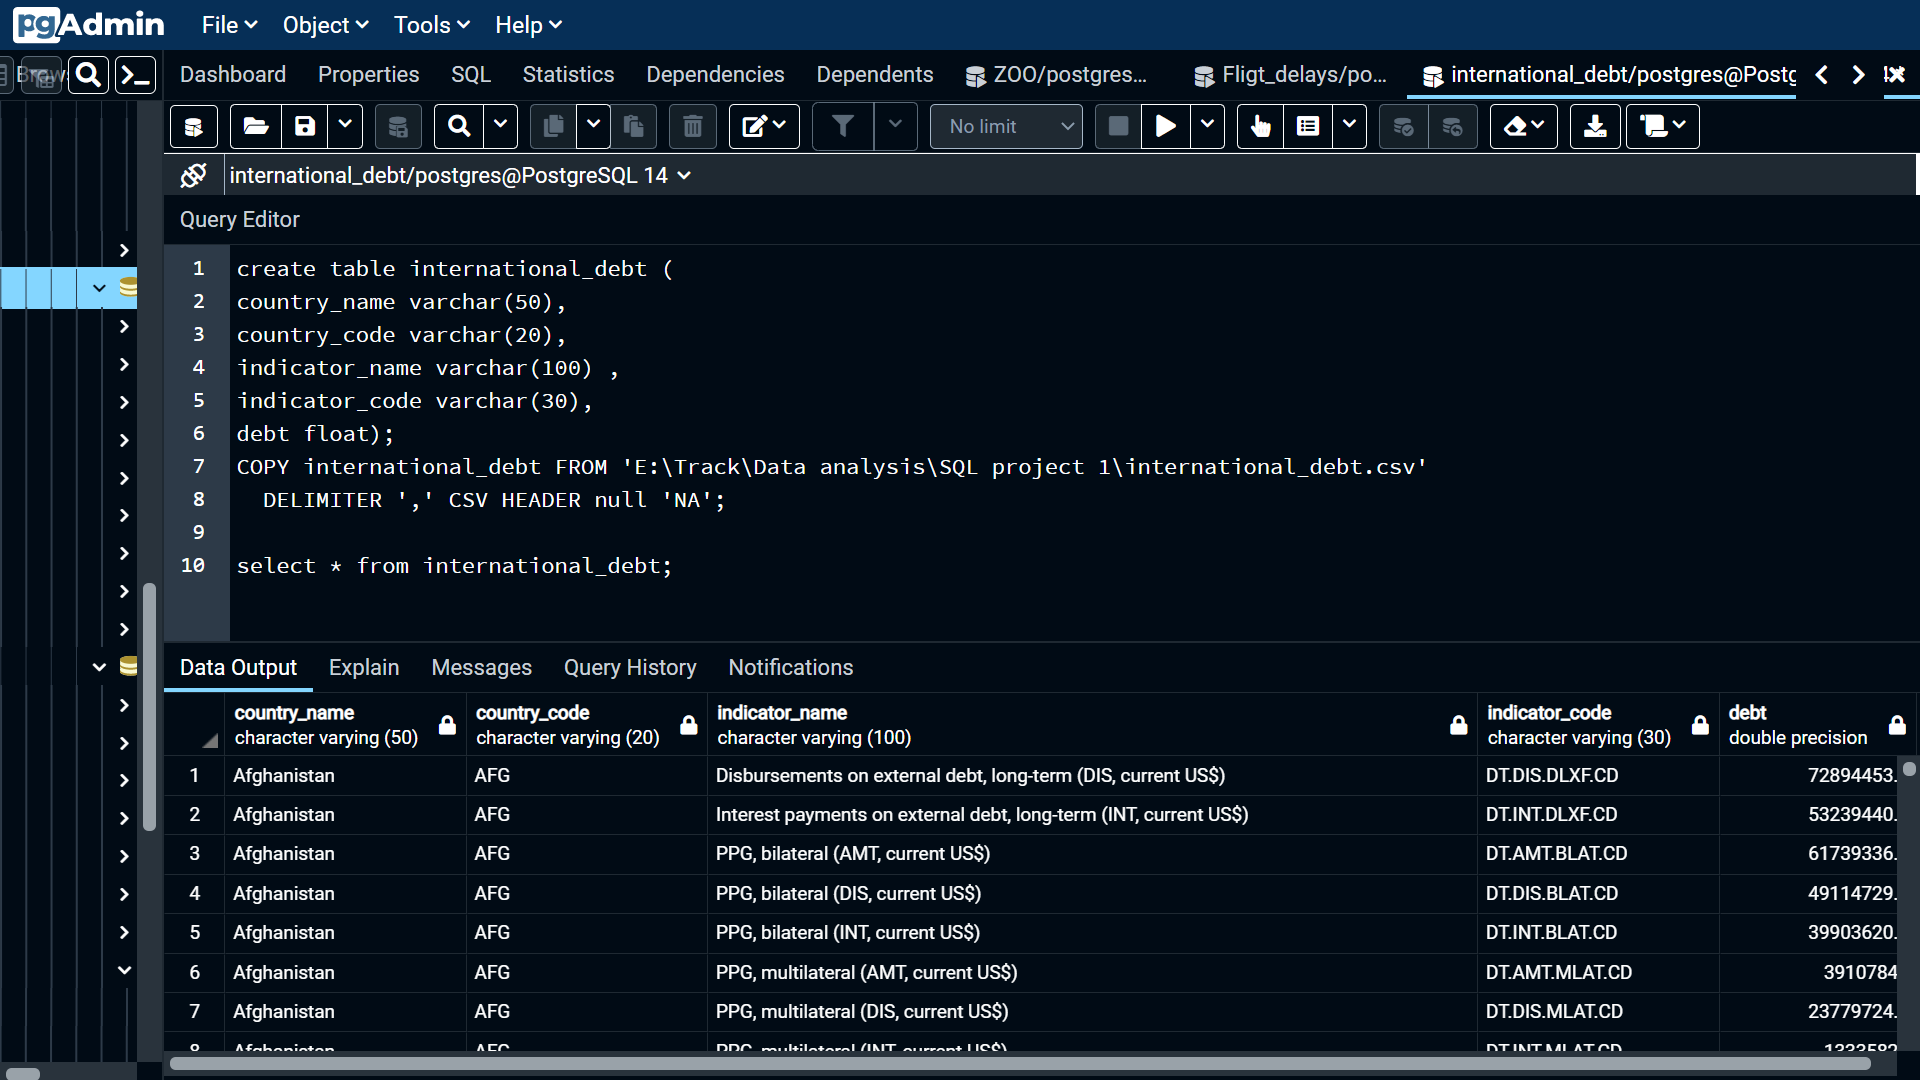 pgAdmin File Object Tools Help
Dashboard Properties SQL Statistics Dependencies Dependents ZOO/postgres... Fligt_delays/po... international_debt/postgres@Postg
No limit
international_debt/postgres@PostgreSQL 14
Query Editor
1 create table international_debt (
2 country_name varchar(50),
3 country_code varchar(20),
4 indicator_name varchar(100) ,
5 indicator_code varchar(30),
6 debt float);
7 COPY international_debt FROM 'E:\Track\Data analysis\SQL project 1\international_debt.csv'
8 DELIMITER ',' CSV HEADER null 'NA';
9
10 select * from international_debt;
Data Output Explain Messages Query History Notifications
country_name country_code indicator_name indicator_code debt
character varying (50) character varying (20) character varying (100) character varying (30) double precision
1 Afghanistan AFG Disbursements on external debt, long-term (DIS, current US$) DT.DIS.DLXF.CD 72894453.
2 Afghanistan AFG Interest payments on external debt, long-term (INT, current US$) DT.INT.DLXF.CD 53239440.
3 Afghanistan AFG PPG, bilateral (AMT, current US$) DT.AMT.BLAT.CD 61739336.
4 Afghanistan AFG PPG, bilateral (DIS, current US$) DT.DIS.BLAT.CD 49114729.
5 Afghanistan AFG PPG, bilateral (INT, current US$) DT.INT.BLAT.CD 39903620.
6 Afghanistan AFG PPG, multilateral (AMT, current US$) DT.AMT.MLAT.CD 3910784
7 Afghanistan AFG PPG, multilateral (DIS, current US$) DT.DIS.MLAT.CD 23779724.
8 Afghanistan AFG PPG, multilateral (INT, current US$) DT.INT.MLAT.CD